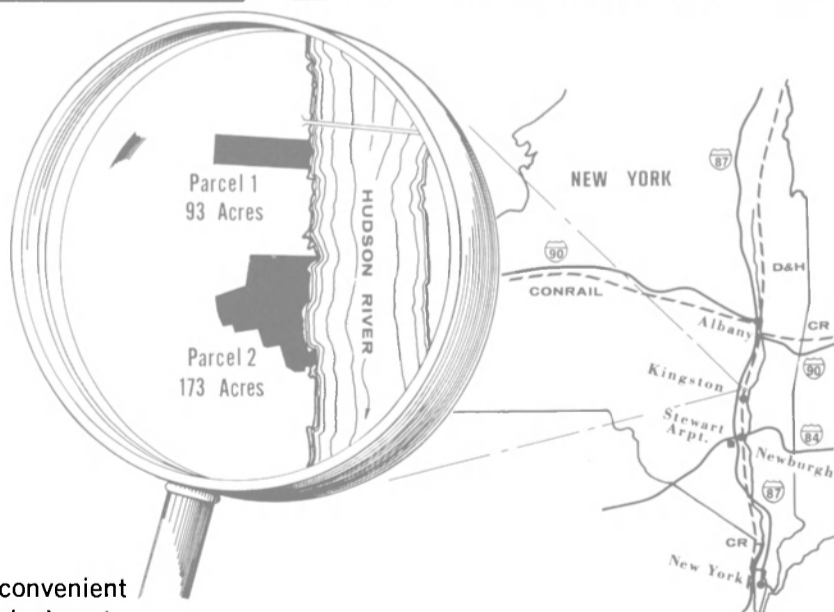 Parcel 1
93 Acres
HUDSON RIVER
Parcel 2
173 Acres
NEW YORK
87
90
CONRAIL
D&H
Albany
CR
90
Kingston
Stewart
Arpt.
84
Newburgh
87
CR
New York
convenient